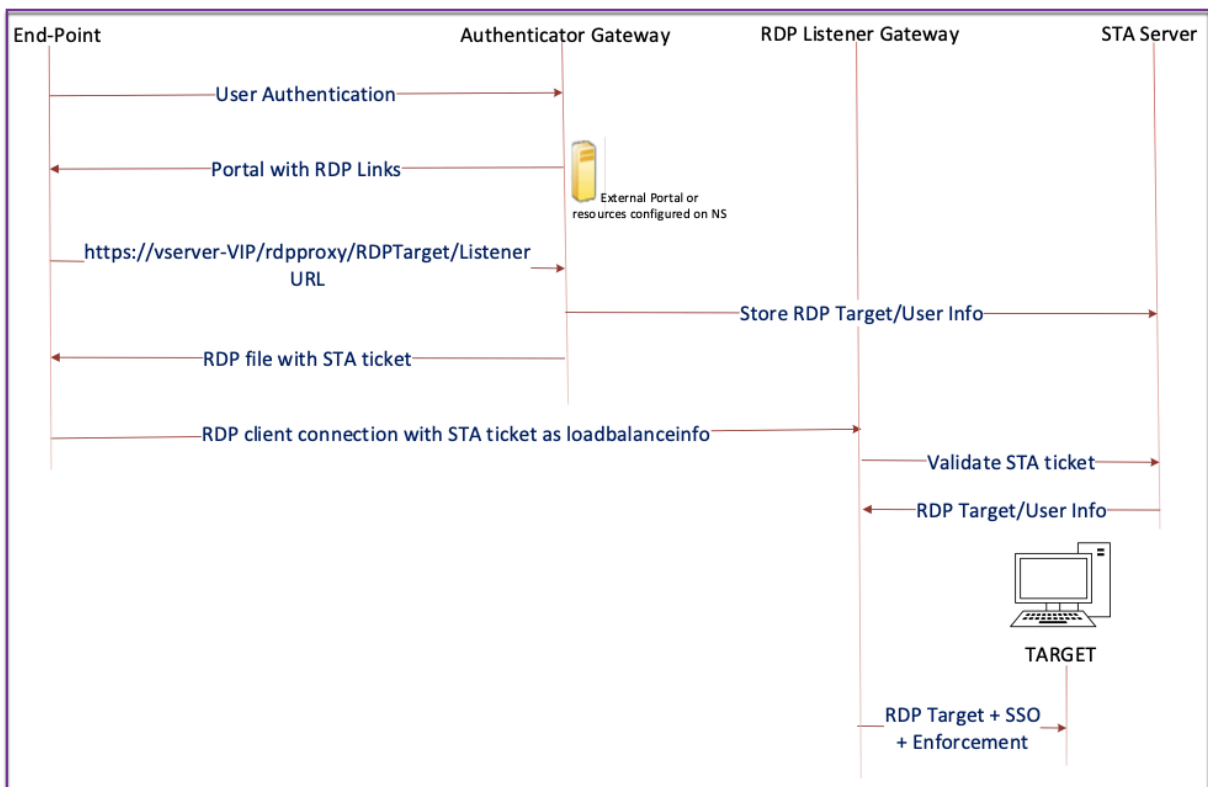 End-Point
Authenticator Gateway
RDP Listener Gateway
STA Server
User Authentication
Portal with RDP Links
External Portal or
resources configured on NS
https://vserver-VIP/rdpproxy/RDPTarget/Listener
URL
Store RDP Target/User Info
RDP file with STA ticket
RDP client connection with STA ticket as loadbalanceinfo
Validate STA ticket
RDP Target/User Info
TARGET
RDP Target + SSO
+ Enforcement